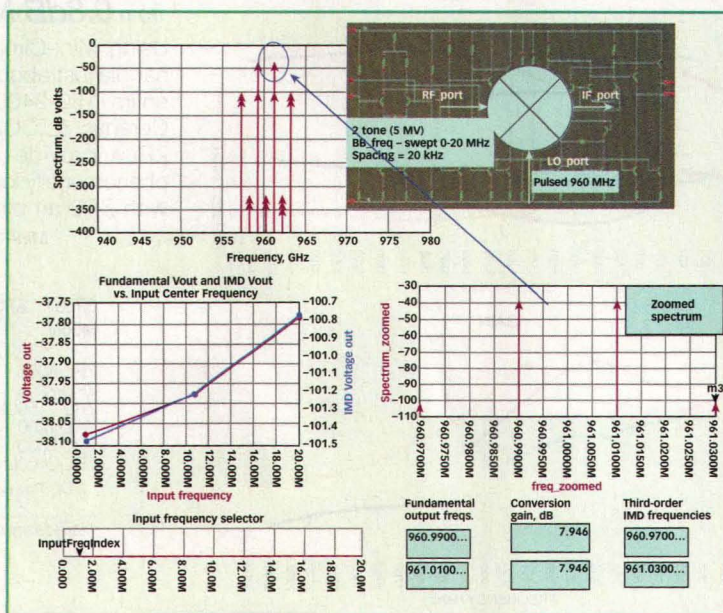 0
−50
−100
−150
−200
−250
−300
−350
−400
Spectrum, dB volts
940 945 950 955 960 965 970 975 980
Frequency, GHz
RF_port
IF_port
2 tone (5 MV)
BB_freq – swept 0-20 MHz
Spacing = 20 kHz
LO_port
Pulsed 960 MHz
Fundamental Vout and IMD Vout
vs. Input Center Frequency
−37.75
−37.80
−37.85
−37.90
−37.95
−38.00
−38.05
−38.10
Voltage out
−100.7
−100.8
−100.9
−101.0
−101.1
−101.2
−101.3
−101.4
−101.5
IMD Voltage out
0.0000 2.000M 4.000M 6.000M 8.000M 10.00M 12.00M 14.00M 16.00M 18.00M 20.00M
Input frequency
Input frequency selector
InputFreqIndex
0.000 2.000M 4.000M 6.000M 8.000M 10.00M 12.00M 14.00M 16.00M 18.00M 20.0M
−30
−40
−50
−60
−70
−80
−90
−100
−110
Spectrum_zoomed
Zoomed
spectrum
m3
960.9700M 960.9750M 960.9800M 960.9850M 960.9900M 960.9950M 961.0000M 961.0050M 961.0100M 961.0150M 961.0200M 961.0250M 961.0300M
freq_zoomed
Fundamental
output freqs.
960.9900...
961.0100...
Conversion
gain, dB
7.946
7.946
Third-order
IMD frequencies
960.9700...
961.0300...